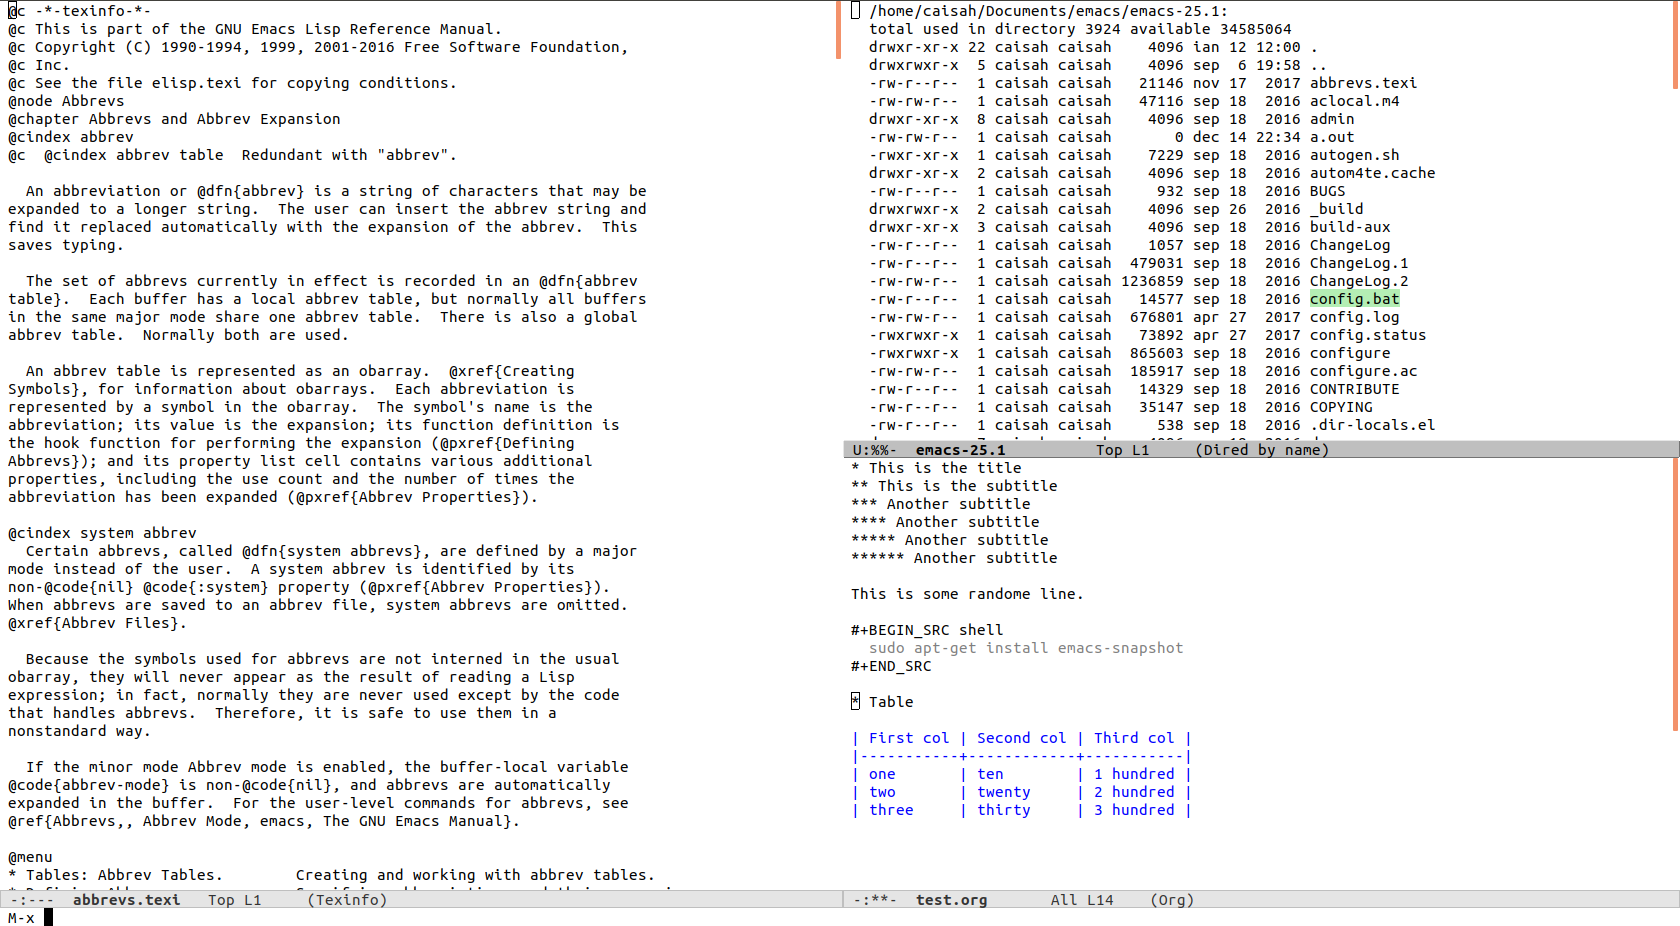 @c -*-texinfo-*-
@c This is part of the GNU Emacs Lisp Reference Manual.
@c Copyright (C) 1990-1994, 1999, 2001-2016 Free Software Foundation,
@c Inc.
@c See the file elisp.texi for copying conditions.
@node Abbrevs
@chapter Abbrevs and Abbrev Expansion
@cindex abbrev
@c  @cindex abbrev table  Redundant with "abbrev".

  An abbreviation or @dfn{abbrev} is a string of characters that may be
expanded to a longer string.  The user can insert the abbrev string and
find it replaced automatically with the expansion of the abbrev.  This
saves typing.

  The set of abbrevs currently in effect is recorded in an @dfn{abbrev
table}.  Each buffer has a local abbrev table, but normally all buffers
in the same major mode share one abbrev table.  There is also a global
abbrev table.  Normally both are used.

  An abbrev table is represented as an obarray.  @xref{Creating
Symbols}, for information about obarrays.  Each abbreviation is
represented by a symbol in the obarray.  The symbol's name is the
abbreviation; its value is the expansion; its function definition is
the hook function for performing the expansion (@pxref{Defining
Abbrevs}); and its property list cell contains various additional
properties, including the use count and the number of times the
abbreviation has been expanded (@pxref{Abbrev Properties}).

@cindex system abbrev
  Certain abbrevs, called @dfn{system abbrevs}, are defined by a major
mode instead of the user.  A system abbrev is identified by its
non-@code{nil} @code{:system} property (@pxref{Abbrev Properties}).
When abbrevs are saved to an abbrev file, system abbrevs are omitted.
@xref{Abbrev Files}.

  Because the symbols used for abbrevs are not interned in the usual
obarray, they will never appear as the result of reading a Lisp
expression; in fact, normally they are never used except by the code
that handles abbrevs.  Therefore, it is safe to use them in a
nonstandard way.

  If the minor mode Abbrev mode is enabled, the buffer-local variable
@code{abbrev-mode} is non-@code{nil}, and abbrevs are automatically
expanded in the buffer.  For the user-level commands for abbrevs, see
@ref{Abbrevs,, Abbrev Mode, emacs, The GNU Emacs Manual}.

@menu
* Tables: Abbrev Tables.        Creating and working with abbrev tables.
-:---  abbrevs.texi   Top L1     (Texinfo)
M-x
/home/caisah/Documents/emacs/emacs-25.1:
total used in directory 3924 available 34585064
drwxr-xr-x 22 caisah caisah    4096 ian 12 12:00 .
drwxrwxr-x  5 caisah caisah    4096 sep  6 19:58 ..
-rw-r--r--  1 caisah caisah   21146 nov 17  2017 abbrevs.texi
-rw-rw-r--  1 caisah caisah   47116 sep 18  2016 aclocal.m4
drwxr-xr-x  8 caisah caisah    4096 sep 18  2016 admin
-rw-rw-r--  1 caisah caisah       0 dec 14 22:34 a.out
-rwxr-xr-x  1 caisah caisah    7229 sep 18  2016 autogen.sh
drwxr-xr-x  2 caisah caisah    4096 sep 18  2016 autom4te.cache
-rw-r--r--  1 caisah caisah     932 sep 18  2016 BUGS
drwxrwxr-x  2 caisah caisah    4096 sep 26  2016 _build
drwxr-xr-x  3 caisah caisah    4096 sep 18  2016 build-aux
-rw-r--r--  1 caisah caisah    1057 sep 18  2016 ChangeLog
-rw-r--r--  1 caisah caisah  479031 sep 18  2016 ChangeLog.1
-rw-rw-r--  1 caisah caisah 1236859 sep 18  2016 ChangeLog.2
-rw-r--r--  1 caisah caisah   14577 sep 18  2016 config.bat
-rw-rw-r--  1 caisah caisah  676801 apr 27  2017 config.log
-rwxrwxr-x  1 caisah caisah   73892 apr 27  2017 config.status
-rwxrwxr-x  1 caisah caisah  865603 sep 18  2016 configure
-rw-rw-r--  1 caisah caisah  185917 sep 18  2016 configure.ac
-rw-r--r--  1 caisah caisah   14329 sep 18  2016 CONTRIBUTE
-rw-r--r--  1 caisah caisah   35147 sep 18  2016 COPYING
-rw-r--r--  1 caisah caisah     538 sep 18  2016 .dir-locals.el
U:%%-  emacs-25.1          Top L1     (Dired by name)
* This is the title
** This is the subtitle
*** Another subtitle
**** Another subtitle
***** Another subtitle
****** Another subtitle

This is some randome line.

#+BEGIN_SRC shell
  sudo apt-get install emacs-snapshot
#+END_SRC

* Table

| First col | Second col | Third col |
|-----------+------------+-----------|
| one       | ten        | 1 hundred |
| two       | twenty     | 2 hundred |
| three     | thirty     | 3 hundred |
-:**-  test.org       All L14    (Org)